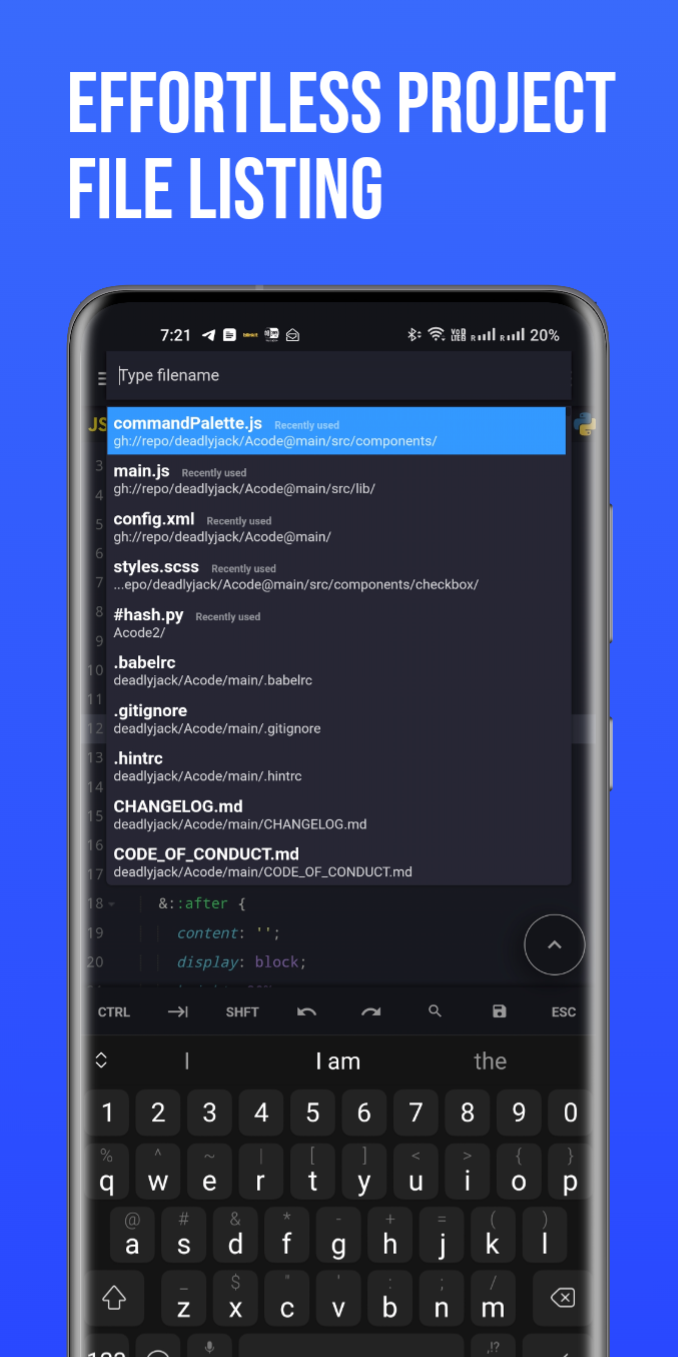 EFFORTLESS PROJECT
FILE LISTING
7:21 20%
Type filename
JS
commandPalette.js Recently used
gh://repo/deadlyjack/Acode@main/src/components/
3
main.js Recently used
gh://repo/deadlyjack/Acode@main/src/lib/
4
5
config.xml Recently used
gh://repo/deadlyjack/Acode@main/
6
styles.scss Recently used
7
...epo/deadlyjack/Acode@main/src/components/checkbox/
8
#hash.py Recently used
Acode2/
9
.babelrc
10
deadlyjack/Acode/main/.babelrc
11
.gitignore
12
deadlyjack/Acode/main/.gitignore
13
.hintrc
deadlyjack/Acode/main/.hintrc
14
CHANGELOG.md
15
deadlyjack/Acode/main/CHANGELOG.md
16
CODE_OF_CONDUCT.md
17
deadlyjack/Acode/main/CODE_OF_CONDUCT.md
18 &::after {
19 content: '';
20 display: block;
CTRL SHFT ESC
I I am the
1 2 3 4 5 6 7 8 9 0
% ^ ~ | [ ] < > { }
q w e r t y u i o p
@ # & * - + = ( )
a s d f g h j k l
_ $ " ' : ; /
z x c v b n m
,!?